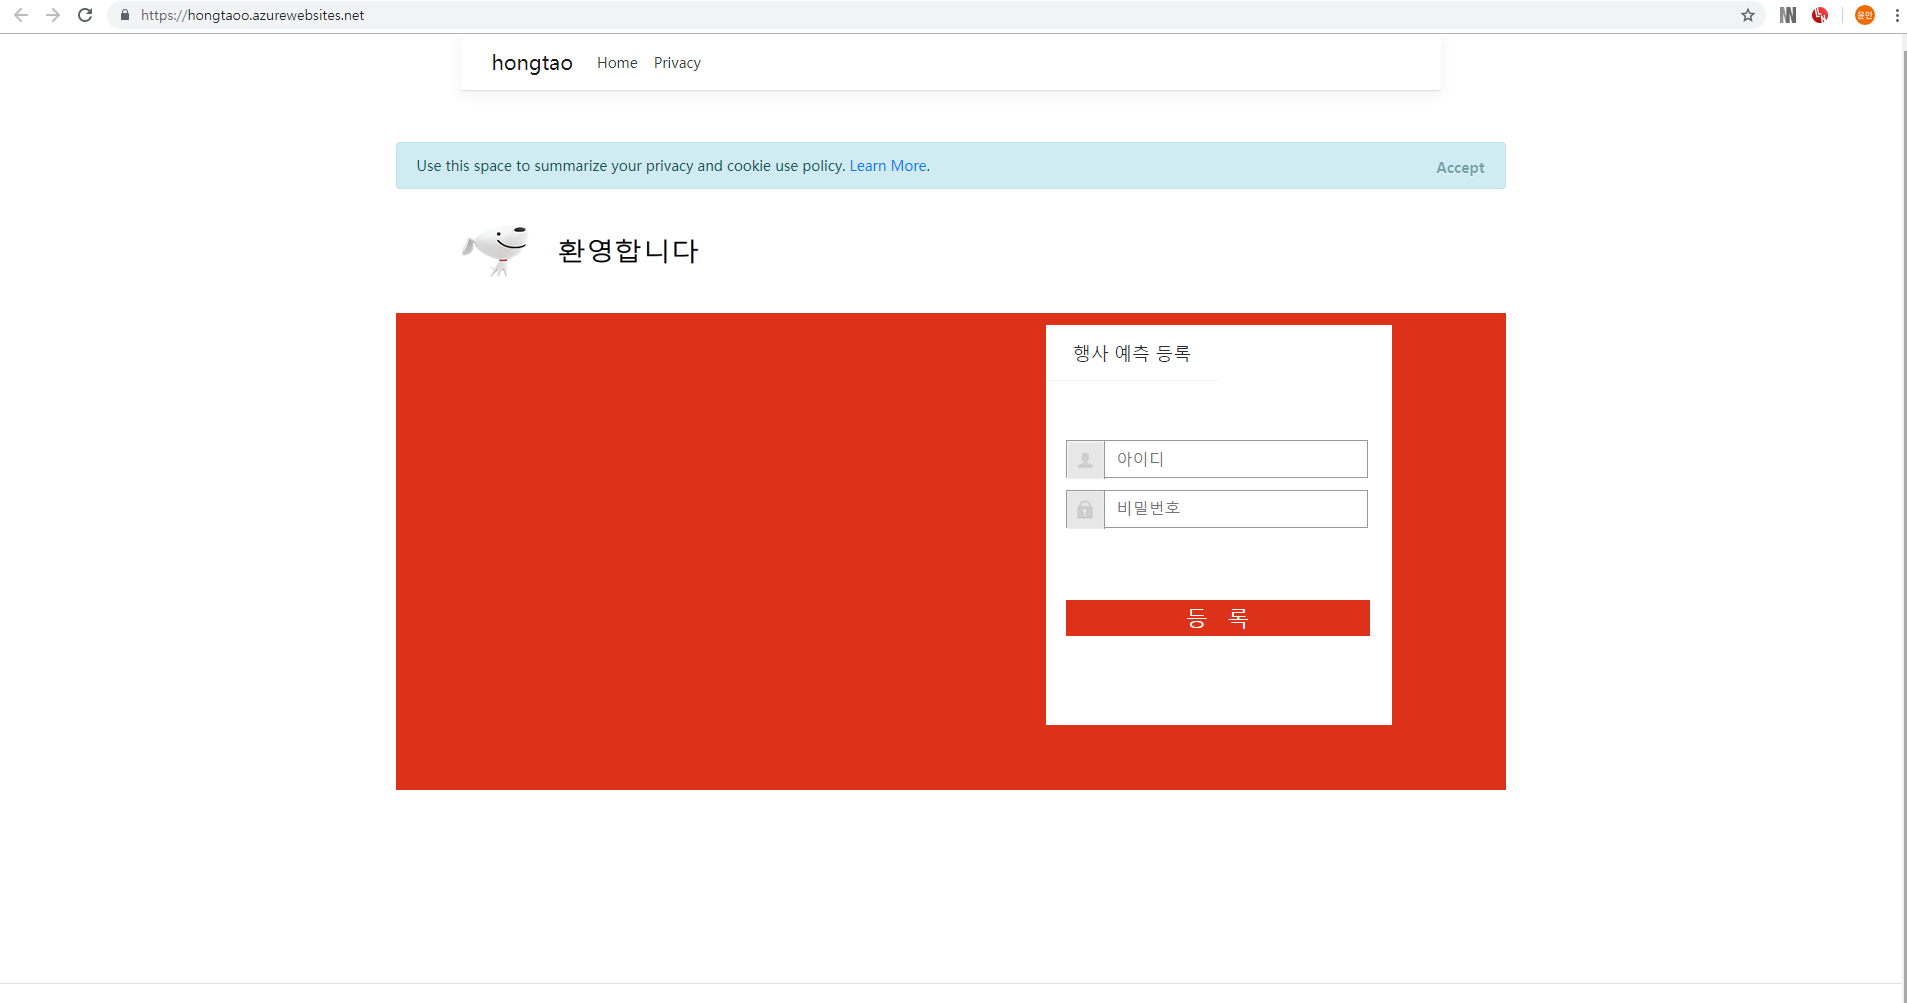 https://hongtaoo.azurewebsites.net
윤민
hongtao Home Privacy
Use this space to summarize your privacy and cookie use policy. Learn More.
Accept
환영합니다
행사 예측 등록
아이디
비밀번호
등 록